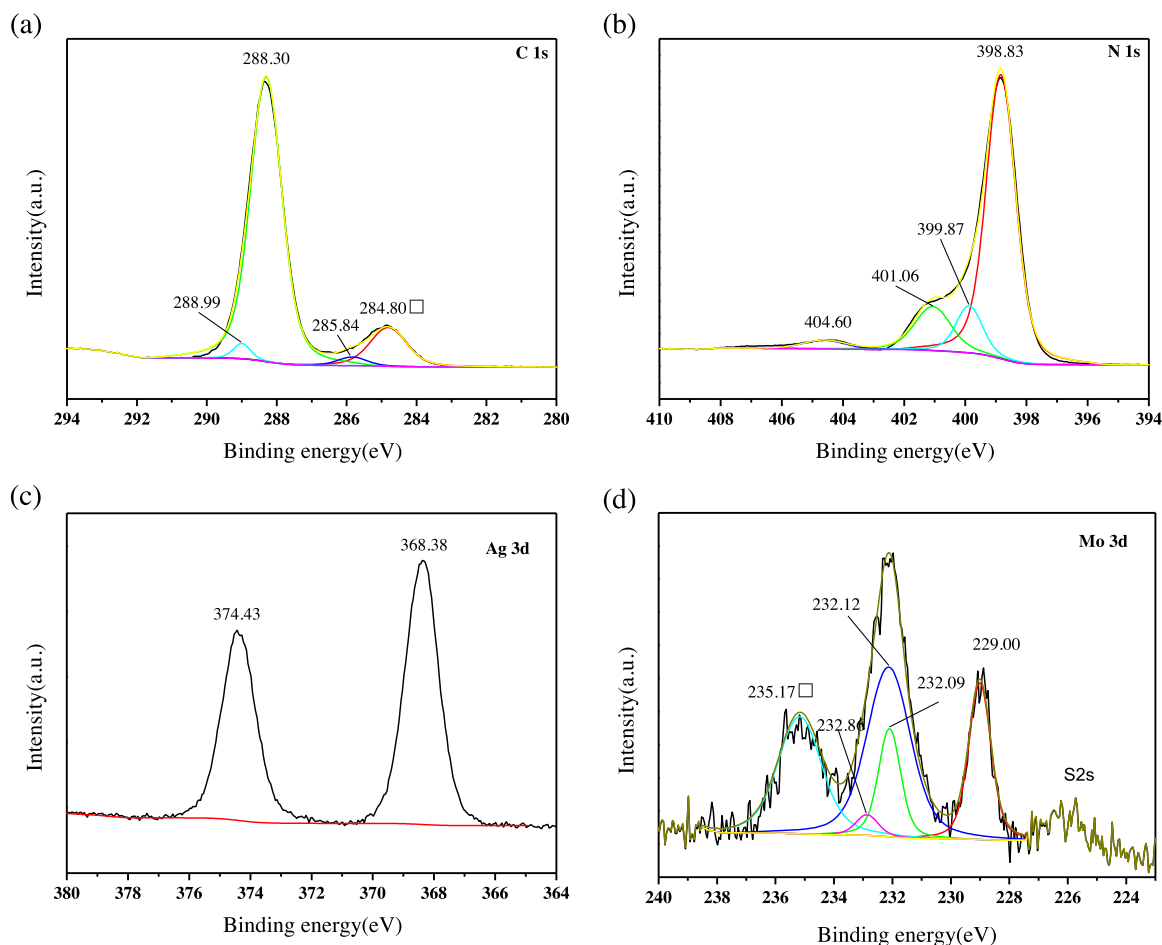 (a)
C 1s
288.30
288.99
285.84
284.80□
Intensity(a.u.)
294 292 290 288 286 284 282 280
Binding energy(eV)
(b)
N 1s
398.83
399.87
401.06
404.60
Intensity(a.u.)
410 408 406 404 402 400 398 396 394
Binding energy(eV)
(c)
Ag 3d
368.38
374.43
Intensity(a.u.)
380 378 376 374 372 370 368 366 364
Binding energy(eV)
(d)
Mo 3d
232.12
229.00
235.17□
232.86
232.09
S2s
Intensity(a.u.)
240 238 236 234 232 230 228 226 224
Binding energy(eV)